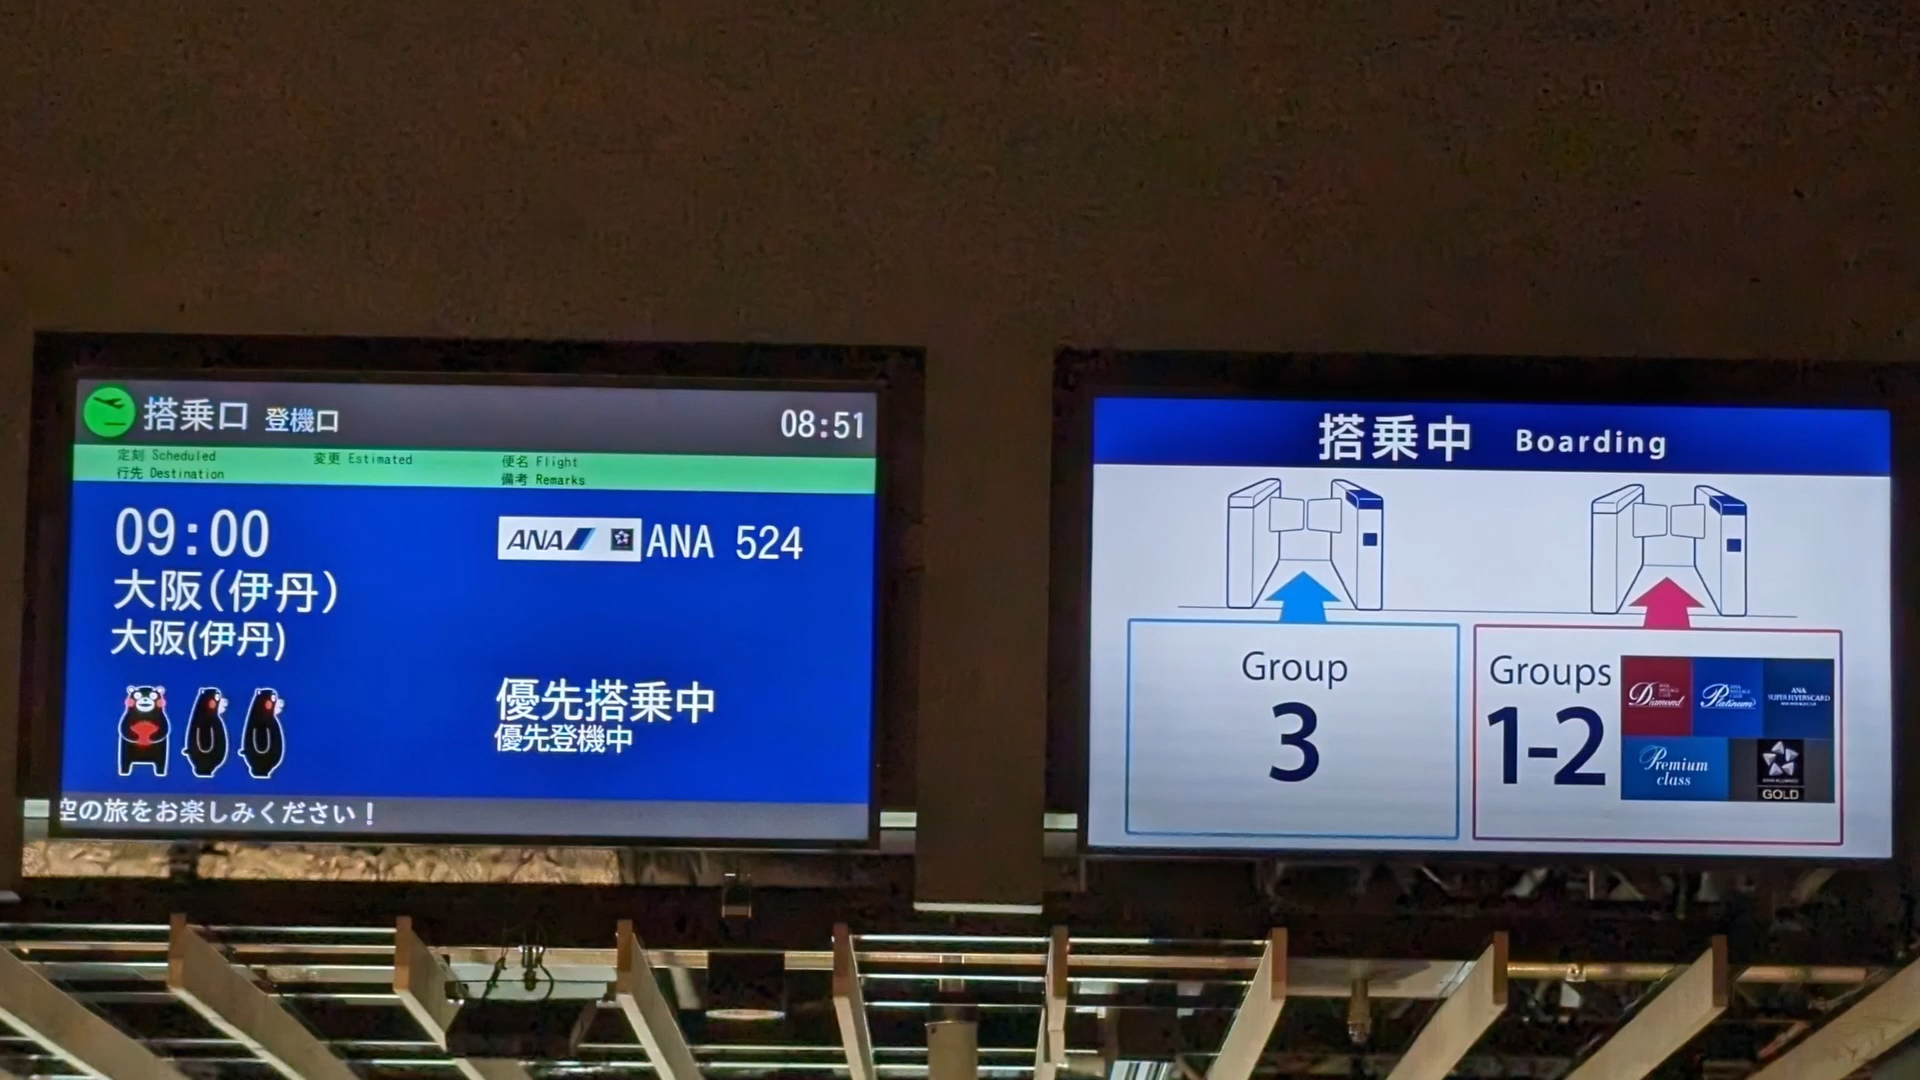 搭乗口 登機口 08:51
定刻 Scheduled 変更 Estimated 便名 Flight
行先 Destination 備考 Remarks
09:00 ANA ANA 524
大阪(伊丹)
大阪(伊丹)
優先搭乗中
優先登機中
空の旅をお楽しみください!
搭乗中 Boarding
Group
3
Groups
1-2
Diamond
Platinum
ANA
SUPER FLYERS CARD
Premium
class
GOLD